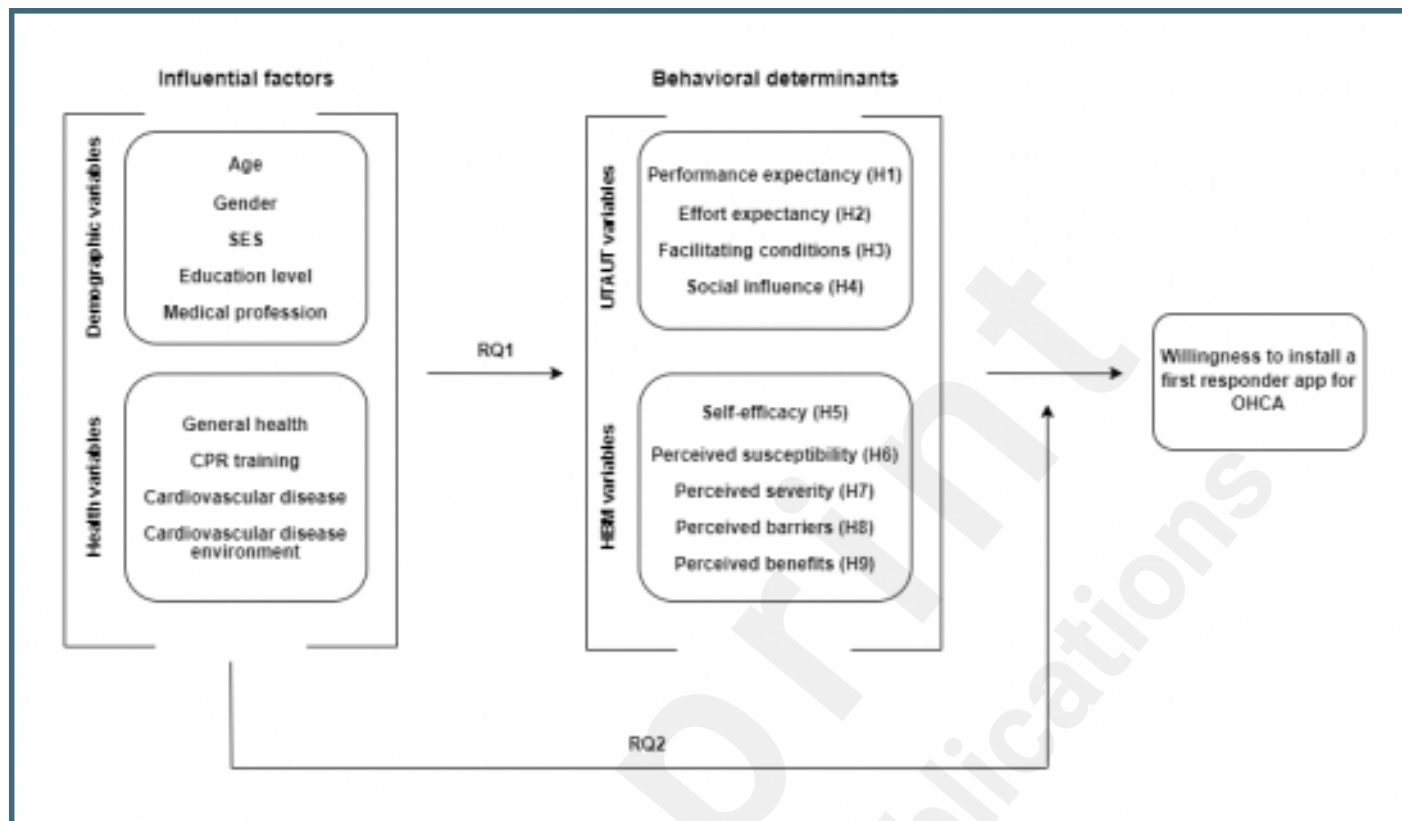 Influential factors
Behavioral determinants
Demographic variables
Age
Gender
SES
Education level
Medical profession
Health variables
General health
CPR training
Cardiovascular disease
Cardiovascular disease
environment
RQ1
UTAUT variables
Performance expectancy (H1)
Effort expectancy (H2)
Facilitating conditions (H3)
Social influence (H4)
HBM variables
Self-efficacy (H5)
Perceived susceptibility (H6)
Perceived severity (H7)
Perceived barriers (H8)
Perceived benefits (H9)
Willingness to install a
first responder app for
OHCA
RQ2
print
blications